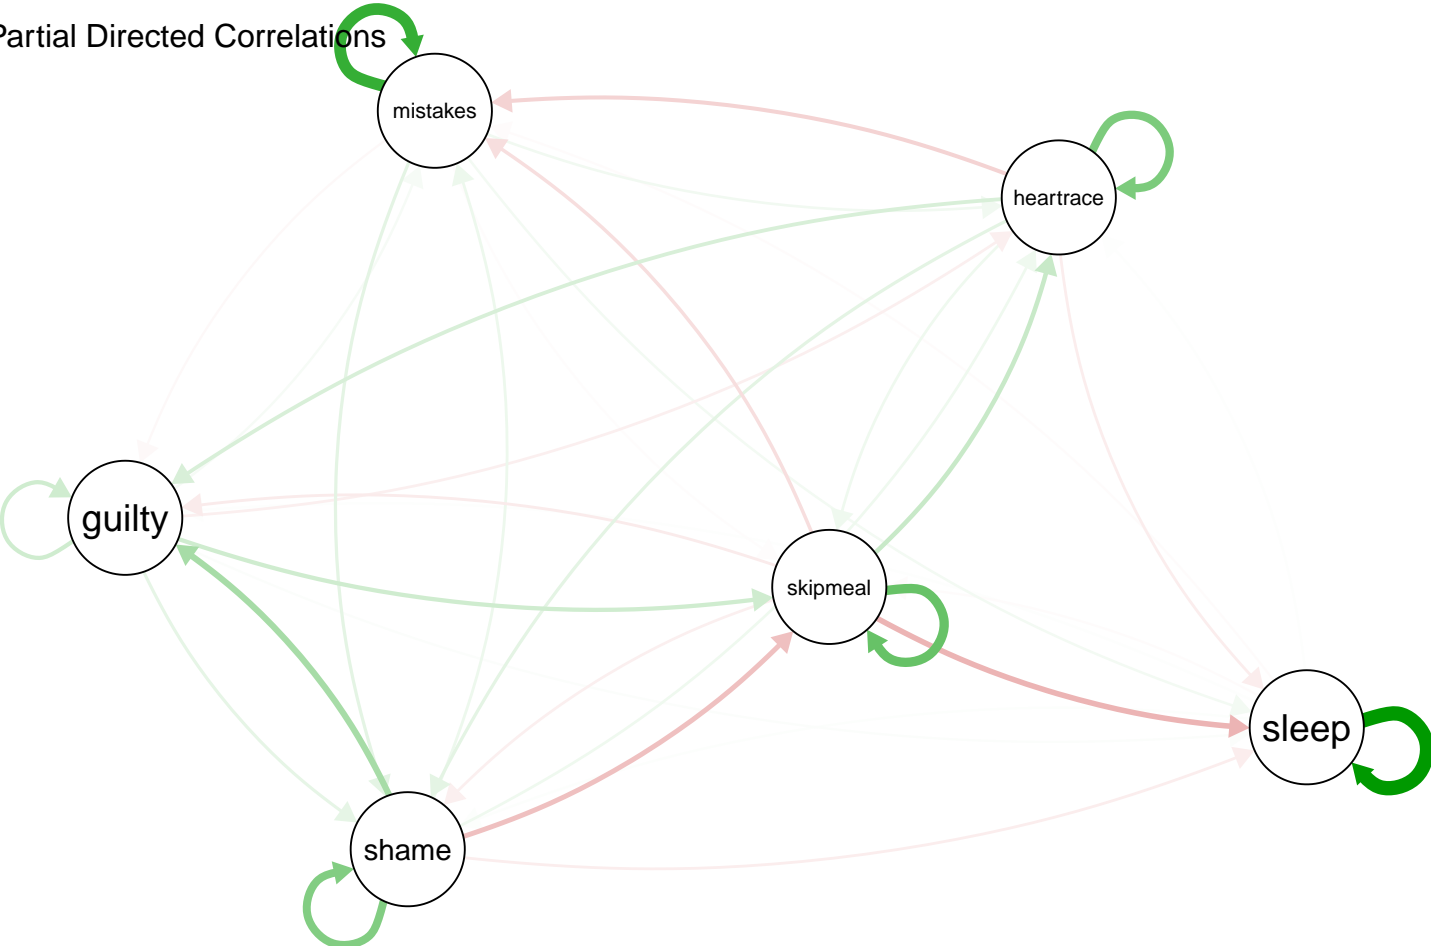 Partial Directed Correlations
mistakes
heartrace
guilty
skipmeal
sleep
shame